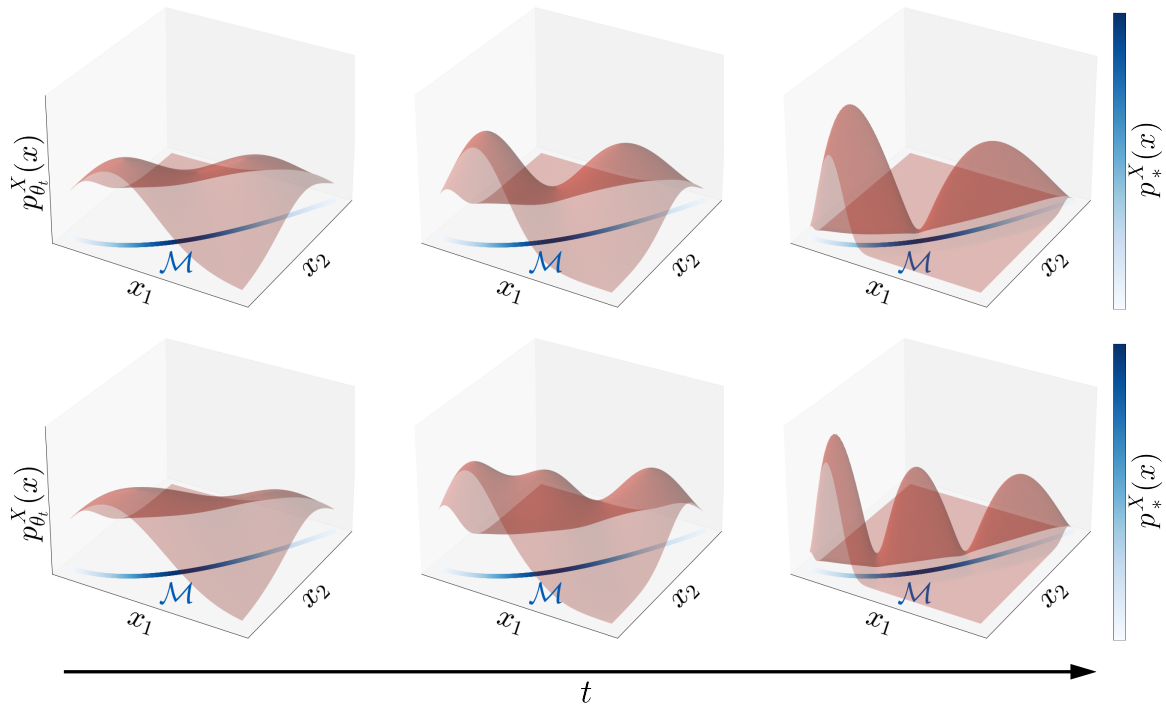 p^X_{θ_t}(x)
M
x_1
x_2
M
x_1
x_2
M
x_1
x_2
p^X_*(x)
p^X_{θ_t}(x)
M
x_1
x_2
M
x_1
x_2
M
x_1
x_2
p^X_*(x)
t